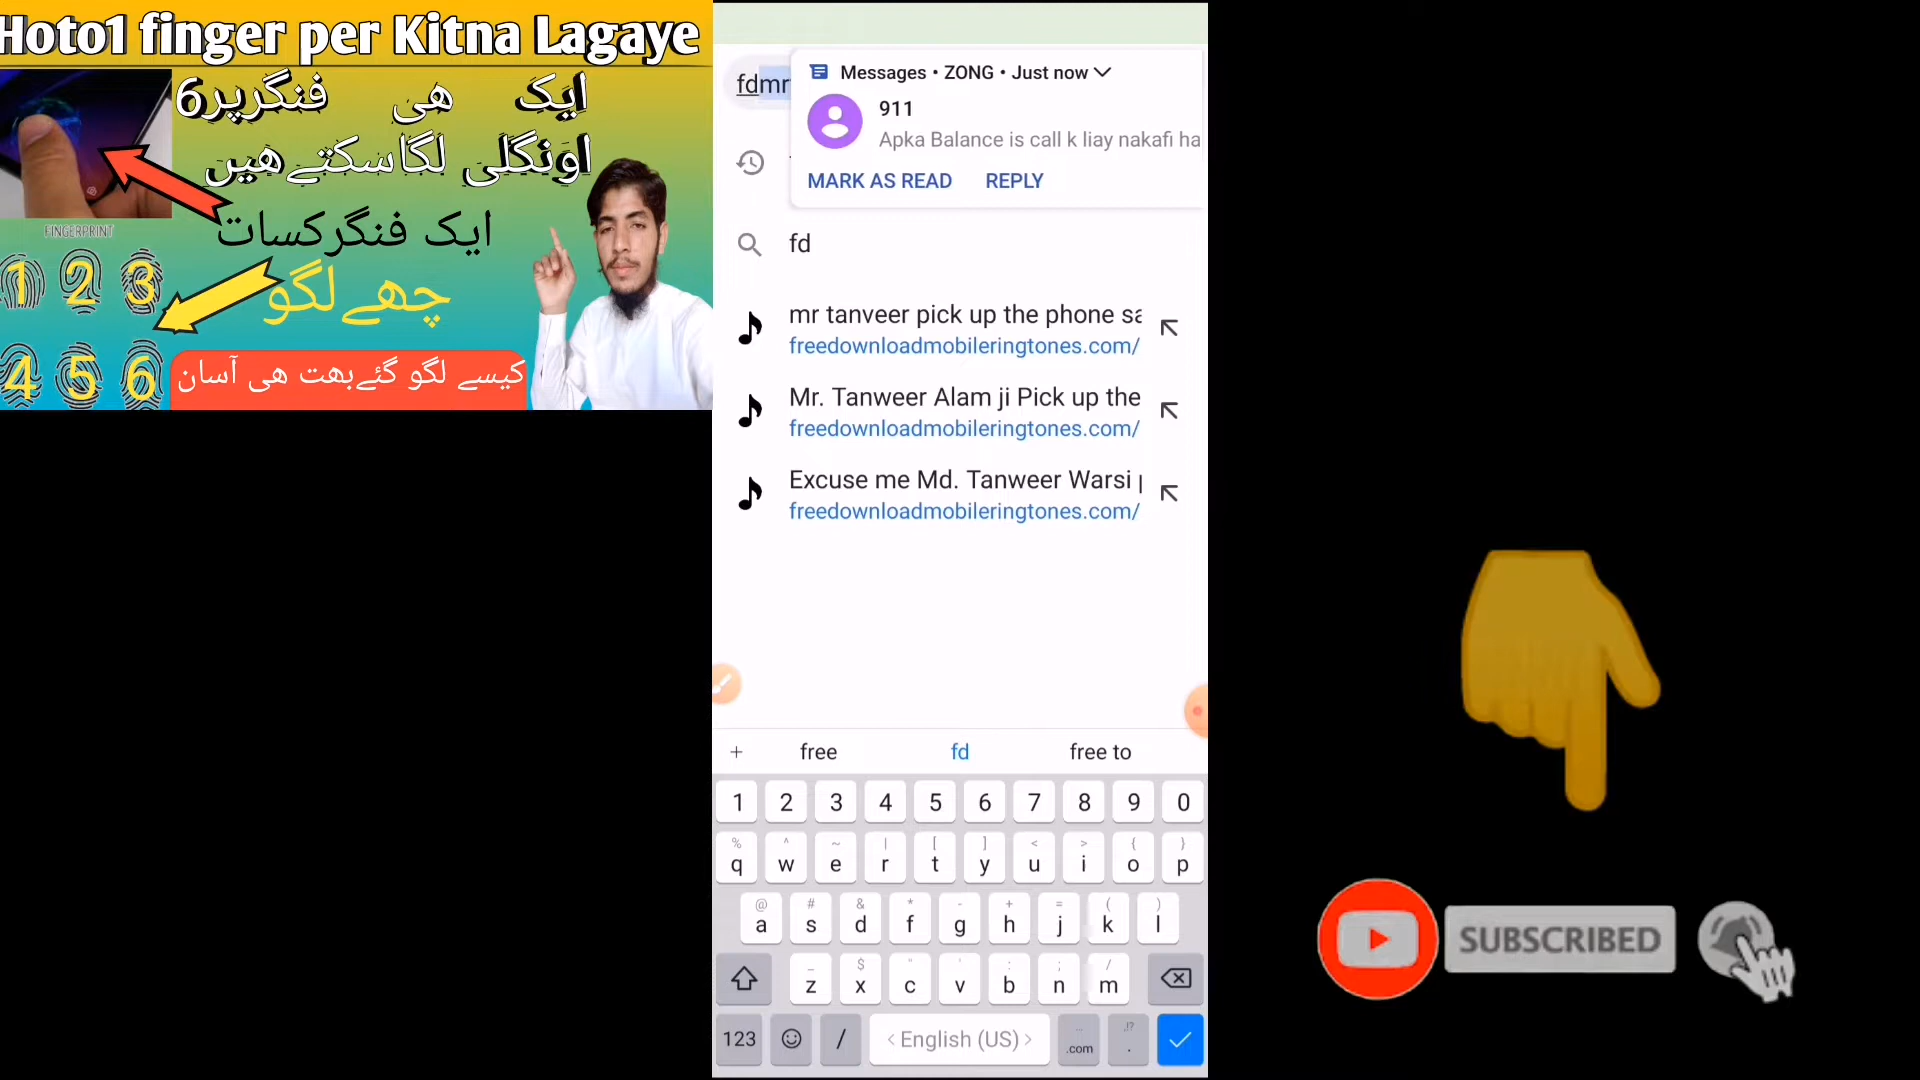 Hoto1 finger per Kitna Lagaye
ایک ھی فنگرپر6
اونگلی لگاسکتےھیں
ایک فنگرکسات
چھےلگو
FINGERPRINT
1 2 3
4 5 6
کیسے لگو گئےبھت ھی آسان
fdmr
Messages • ZONG • Just now
911
Apka Balance is call k liay nakafi ha
MARK AS READ REPLY
fd
mr tanveer pick up the phone sa
freedownloadmobileringtones.com/
Mr. Tanweer Alam ji Pick up the
freedownloadmobileringtones.com/
Excuse me Md. Tanweer Warsi p
freedownloadmobileringtones.com/
+ free fd free to
1 2 3 4 5 6 7 8 9 0
% ^ ~ | [ ] < > { }
q w e r t y u i o p
@ # & * - + = ( )
a s d f g h j k l
_ $ " ' : ; /
z x c v b n m
123 / < English (US) > .com .
SUBSCRIBED